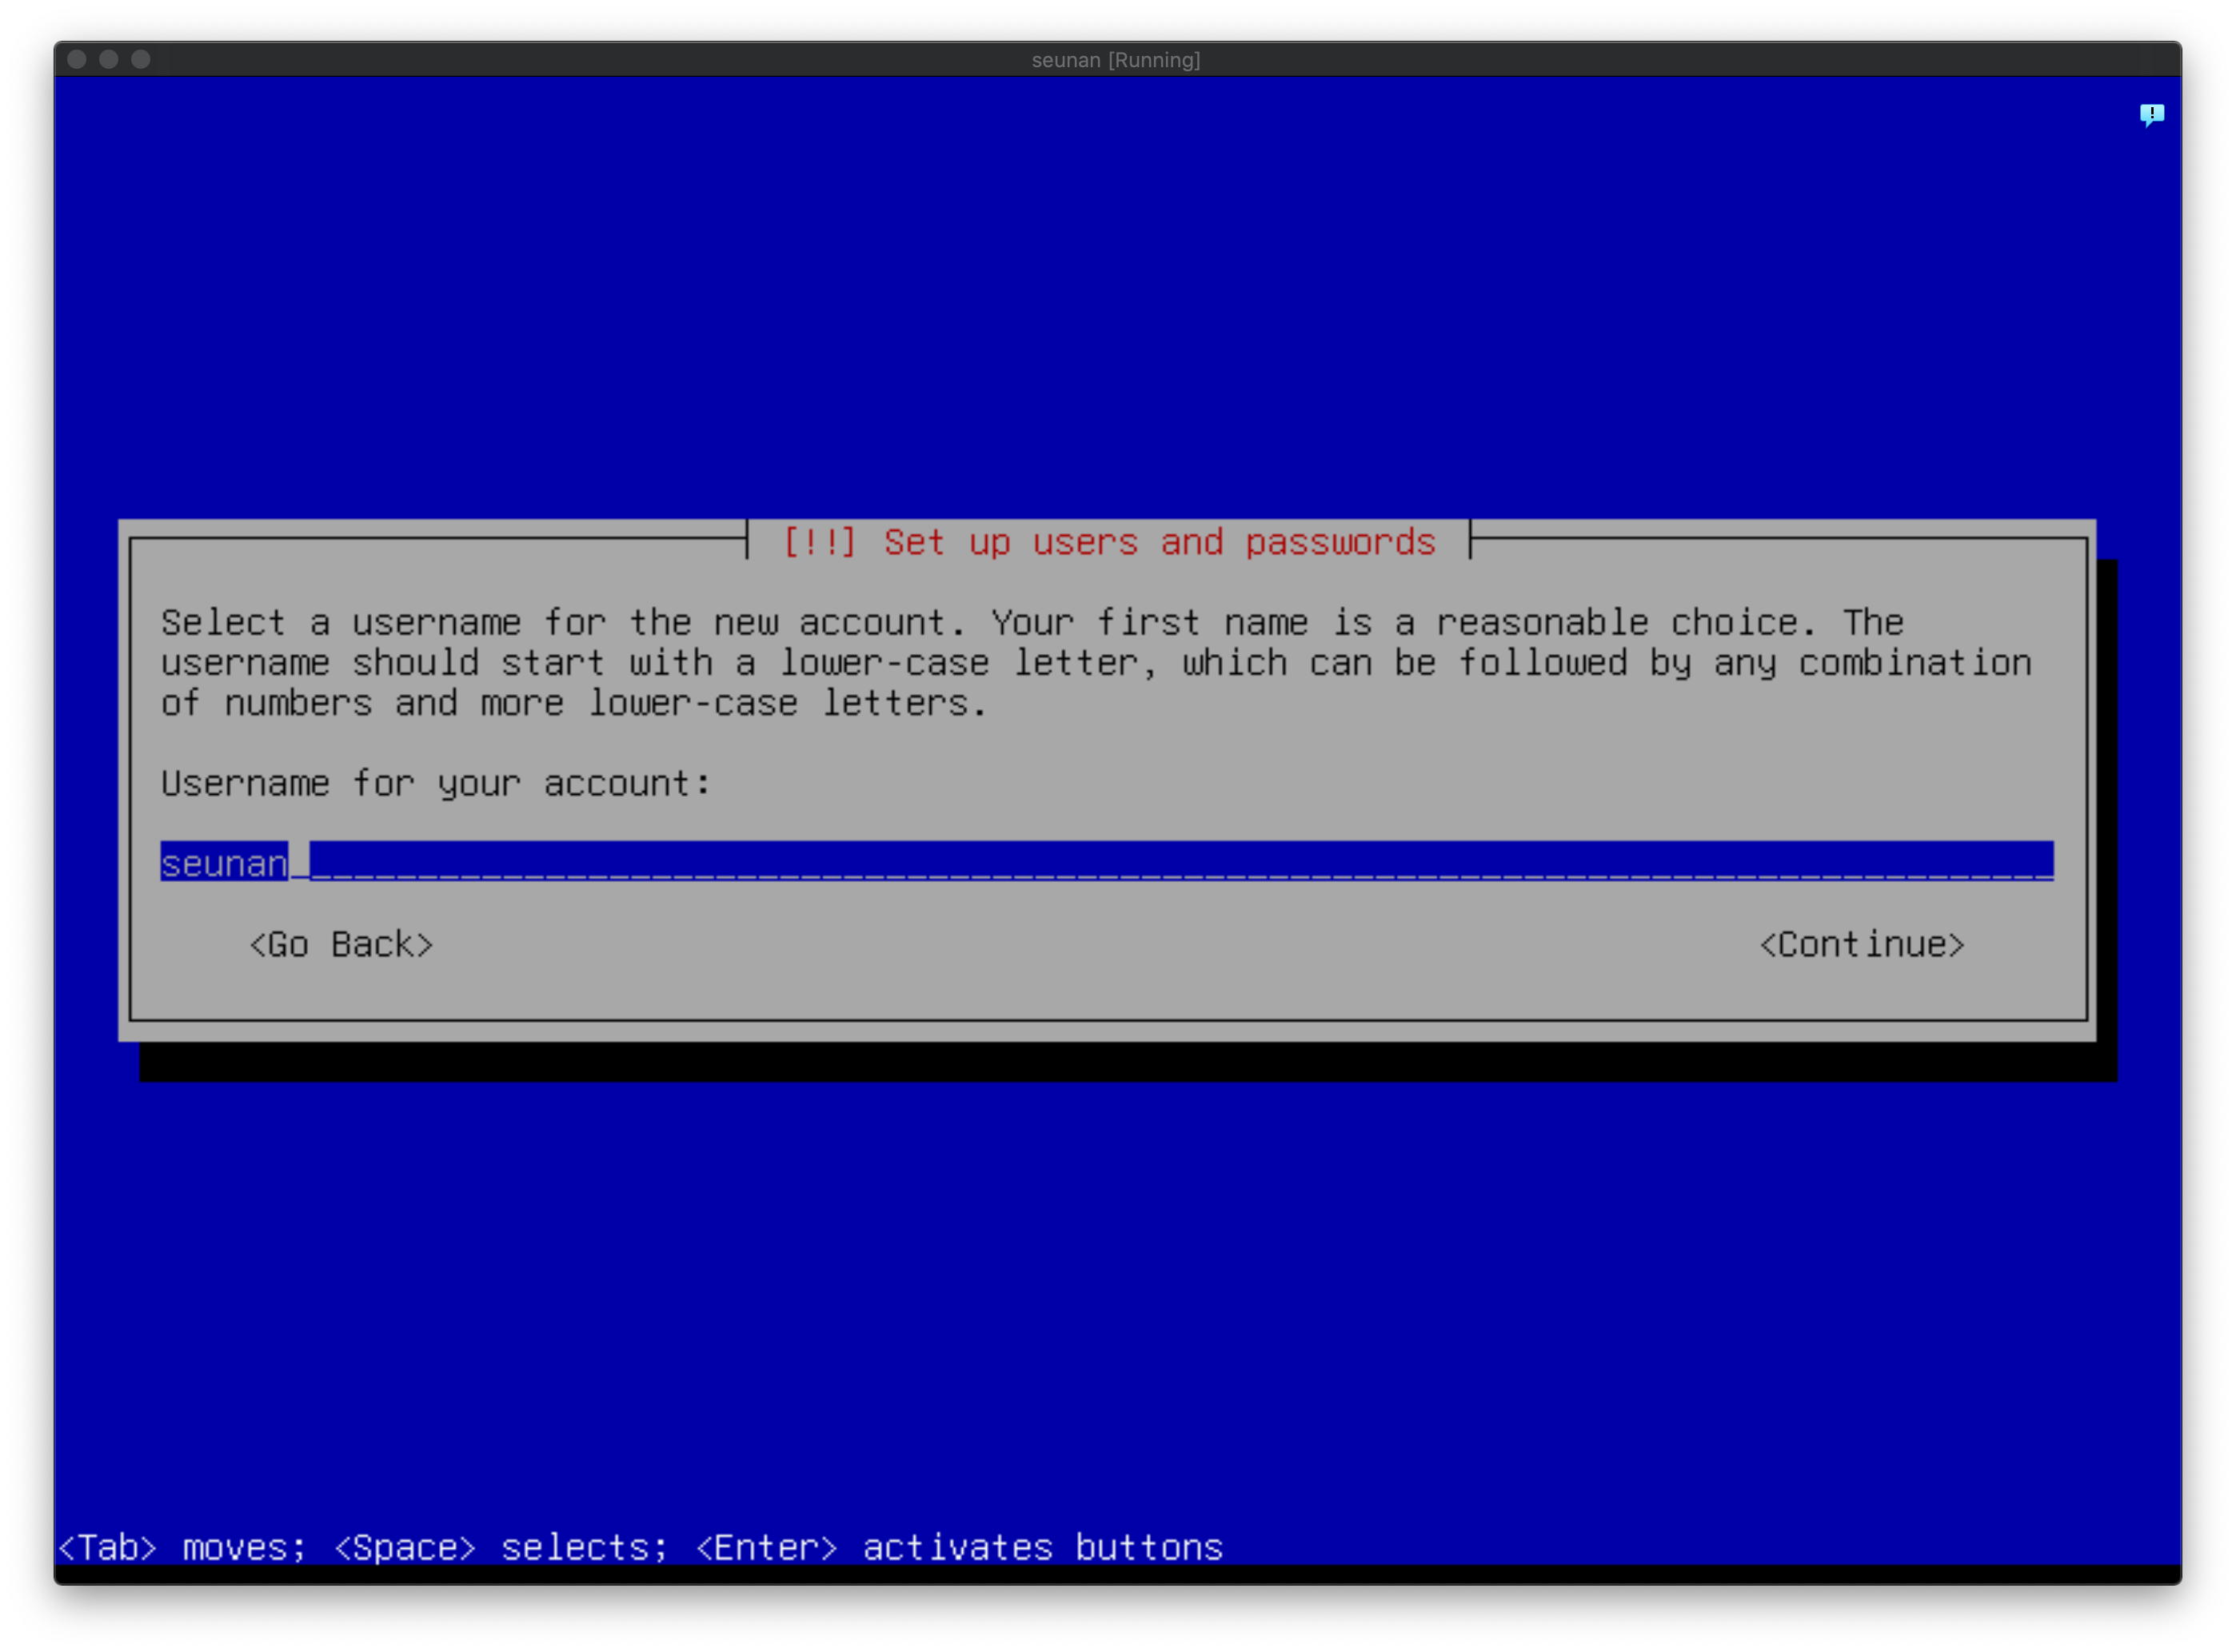 seunan [Running]
[!!] Set up users and passwords
Select a username for the new account. Your first name is a reasonable choice. The
username should start with a lower-case letter, which can be followed by any combination
of numbers and more lower-case letters.
Username for your account:
seunan
<Go Back> <Continue>
<Tab> moves; <Space> selects; <Enter> activates buttons